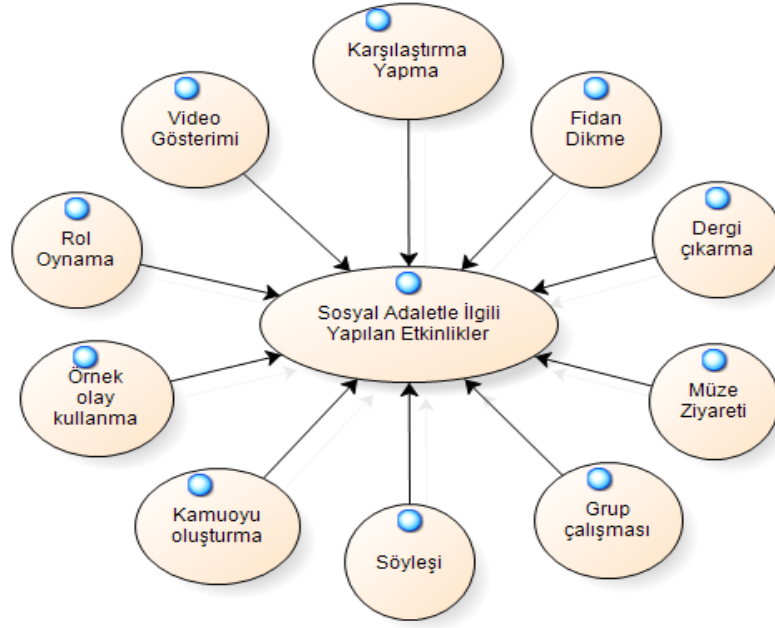 Karşılaştırma
Yapma
Video
Gösterimi
Fidan
Dikme
Rol
Oynama
Dergi
çıkarma
Sosyal Adaletle İlgili
Yapılan Etkinlikler
Örnek
olay
kullanma
Müze
Ziyareti
Kamuoyu
oluşturma
Söyleşi
Grup
çalışması